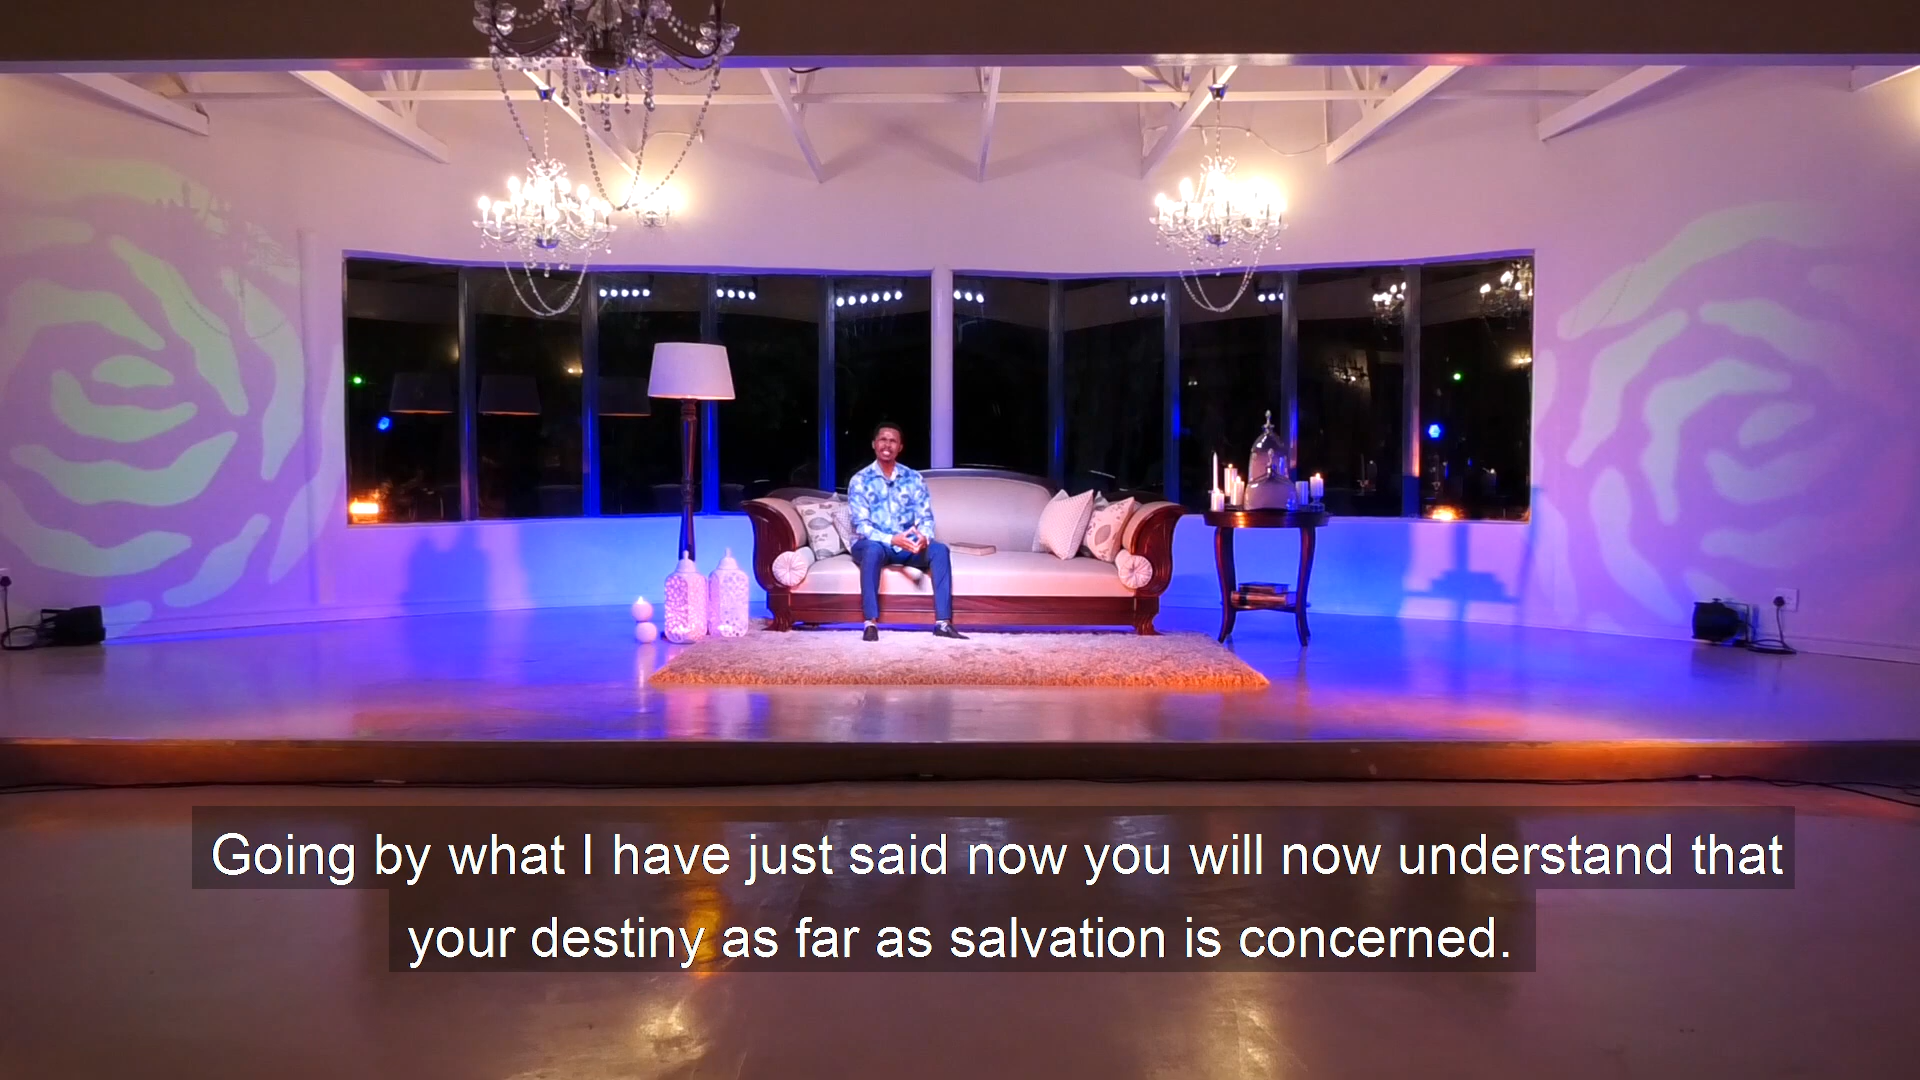 Going by what I have just said now you will now understand that
your destiny as far as salvation is concerned.